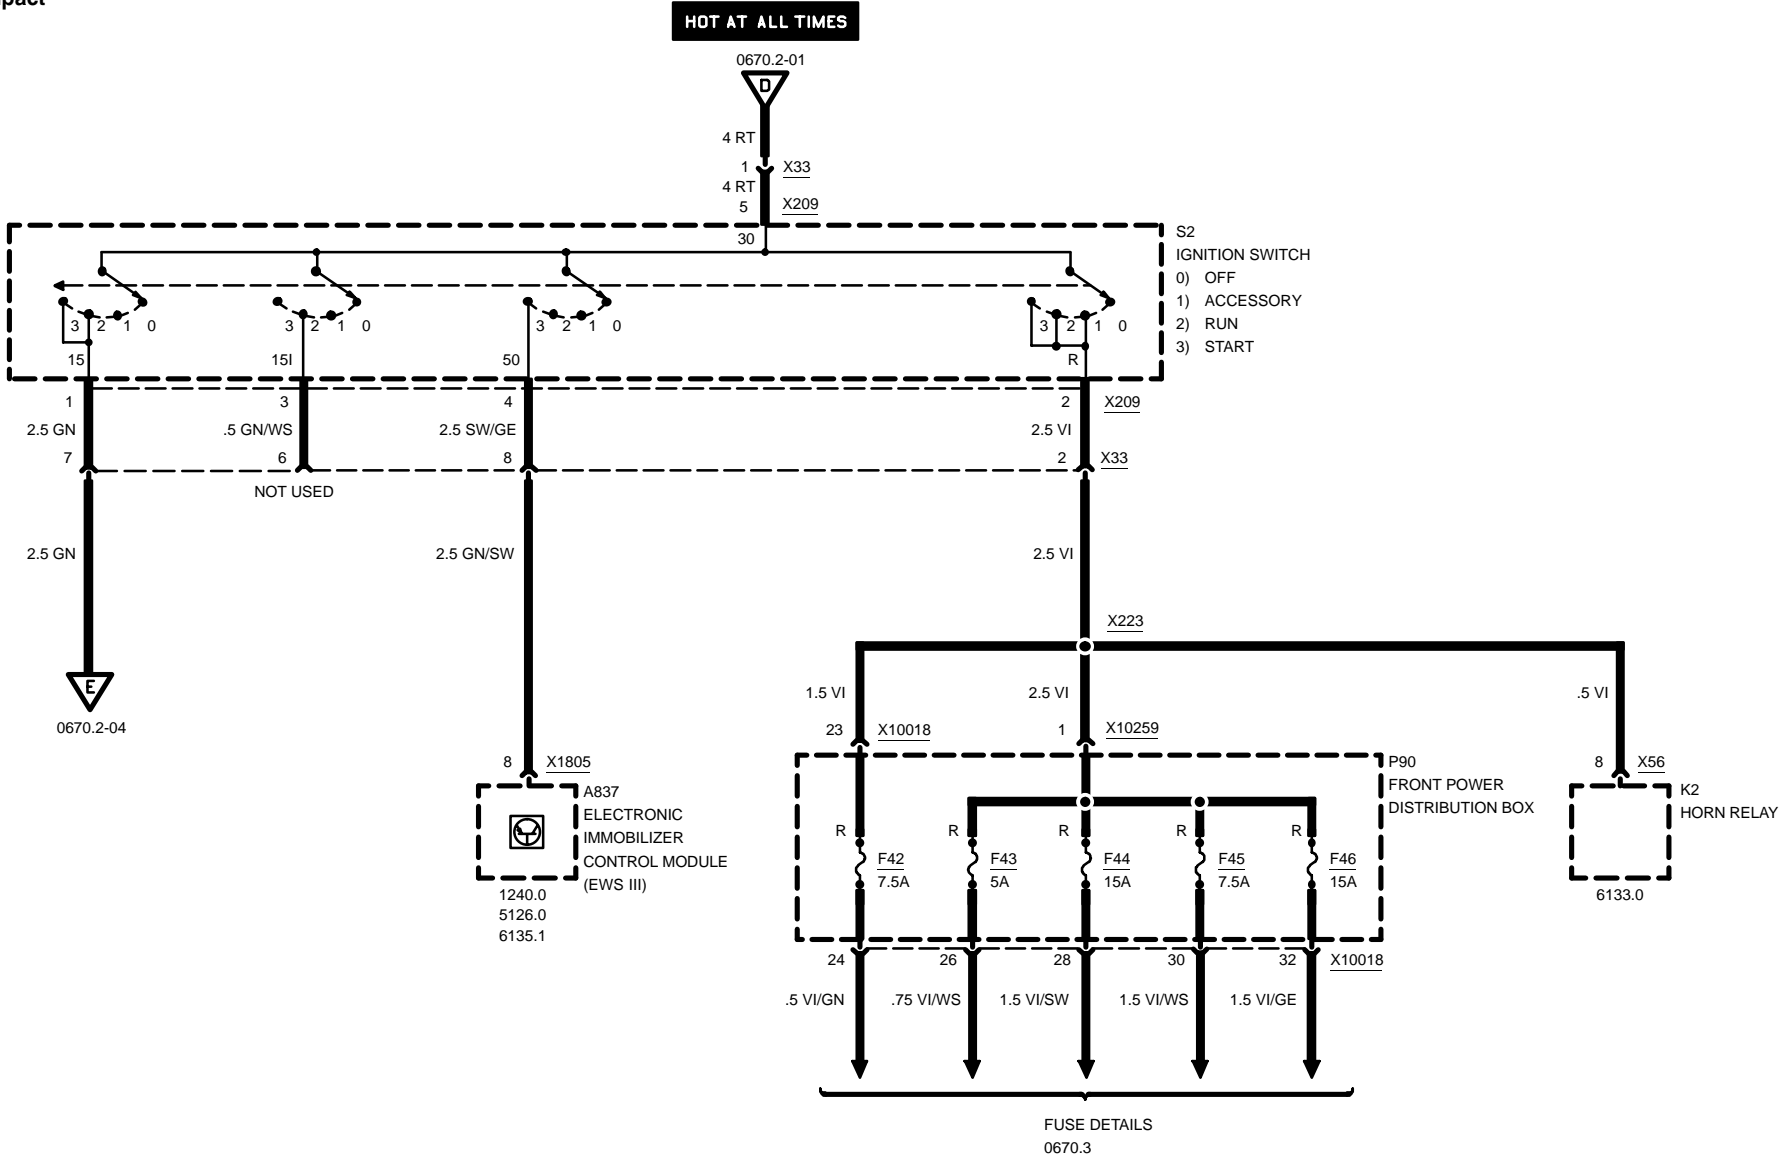 HOT AT ALL TIMES
0670.2-01
D
4 RT
1 X33
4 RT
5 X209
30
S2
IGNITION SWITCH
0) OFF
1) ACCESSORY
2) RUN
3) START
3 2 1 0
3 2 1 0
3 2 1 0
3 2 1 0
15
15I
50
R
1
3
4
2 X209
2.5 GN
.5 GN/WS
2.5 SW/GE
2.5 VI
7
6
8
2 X33
NOT USED
2.5 GN
2.5 GN/SW
2.5 VI
X223
E
0670.2-04
1.5 VI
2.5 VI
.5 VI
23 X10018
1 X10259
8 X1805
8 X56
A837
ELECTRONIC
IMMOBILIZER
CONTROL MODULE
(EWS III)
1240.0
5126.0
6135.1
P90
FRONT POWER
DISTRIBUTION BOX
K2
HORN RELAY
6133.0
R
R
R
R
R
F42
7.5A
F43
5A
F44
15A
F45
7.5A
F46
15A
24
26
28
30
32 X10018
.5 VI/GN
.75 VI/WS
1.5 VI/SW
1.5 VI/WS
1.5 VI/GE
FUSE DETAILS
0670.3